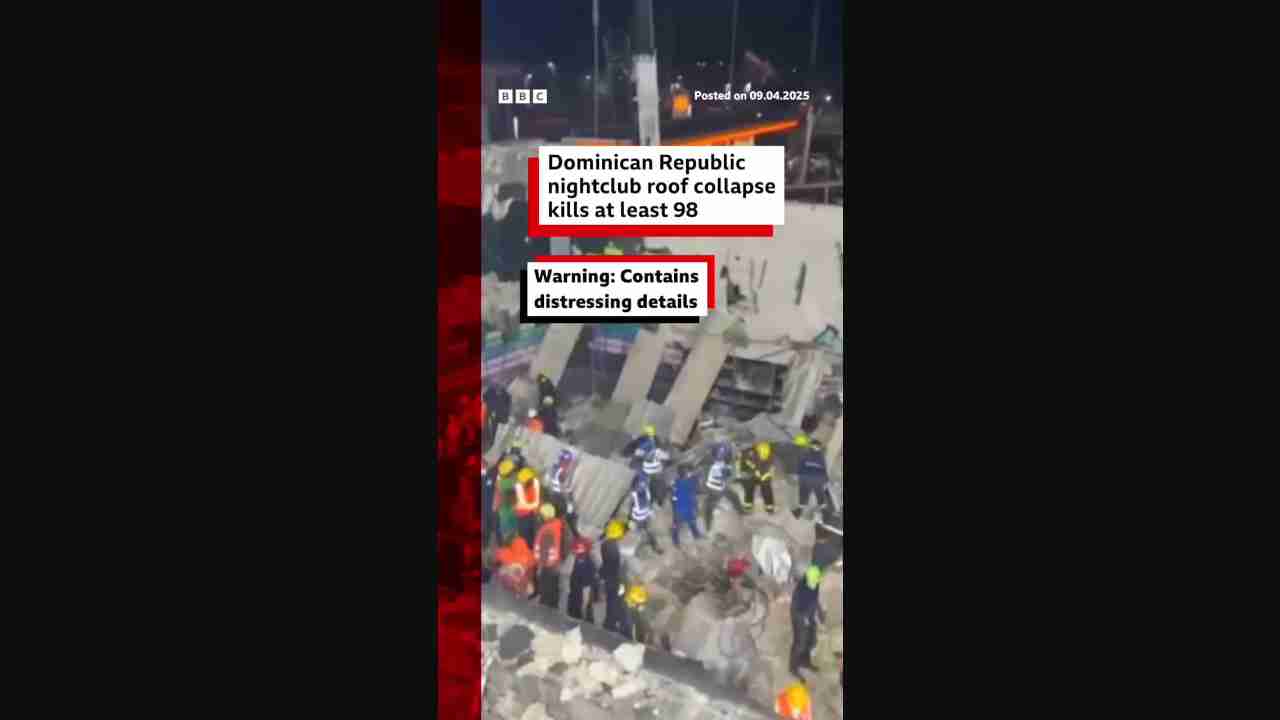 BBC
Posted on 09.04.2025
Dominican Republic
nightclub roof collapse
kills at least 98
Warning: Contains
distressing details